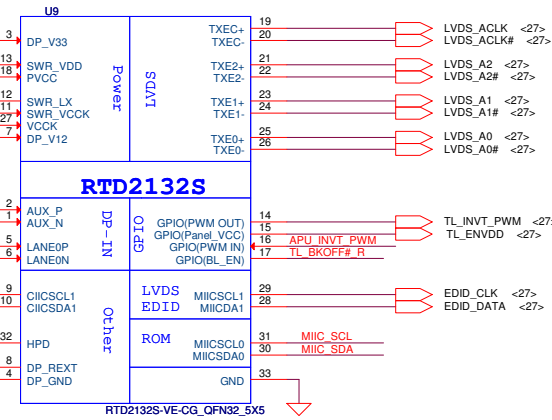 U9
3 DP_V33 TXEC+ 19 LVDS_ACLK <27>
TXEC- 20 LVDS_ACLK# <27>
13 SWR_VDD TXE2+ 21 LVDS_A2 <27>
18 PVCC TXE2- 22 LVDS_A2# <27>
Power LVDS
12 SWR_LX TXE1+ 23 LVDS_A1 <27>
11 SWR_VCCK TXE1- 24 LVDS_A1# <27>
27 VCCK
7 DP_V12 TXE0+ 25 LVDS_A0 <27>
TXE0- 26 LVDS_A0# <27>
RTD2132S
2 AUX_P
1 AUX_N GPIO(PWM OUT) 14 TL_INVT_PWM <27
GPIO(Panel_VCC) 15 TL_ENVDD <27>
DP-IN GPIO
5 LANE0P GPIO(PWM IN) 16 APU_INVT_PWM
6 LANE0N GPIO(BL_EN) 17 TL_BKOFF#_R
9 CIICSCL1 LVDS MIICSCL1 29 EDID_CLK <27>
10 CIICSDA1 EDID MIICDA1 28 EDID_DATA <27>
Other
32 HPD ROM MIICSCL0 31 MIIC_SCL
MIICSDA0 30 MIIC_SDA
8 DP_REXT
4 DP_GND GND 33
RTD2132S-VE-CG_QFN32_5X5